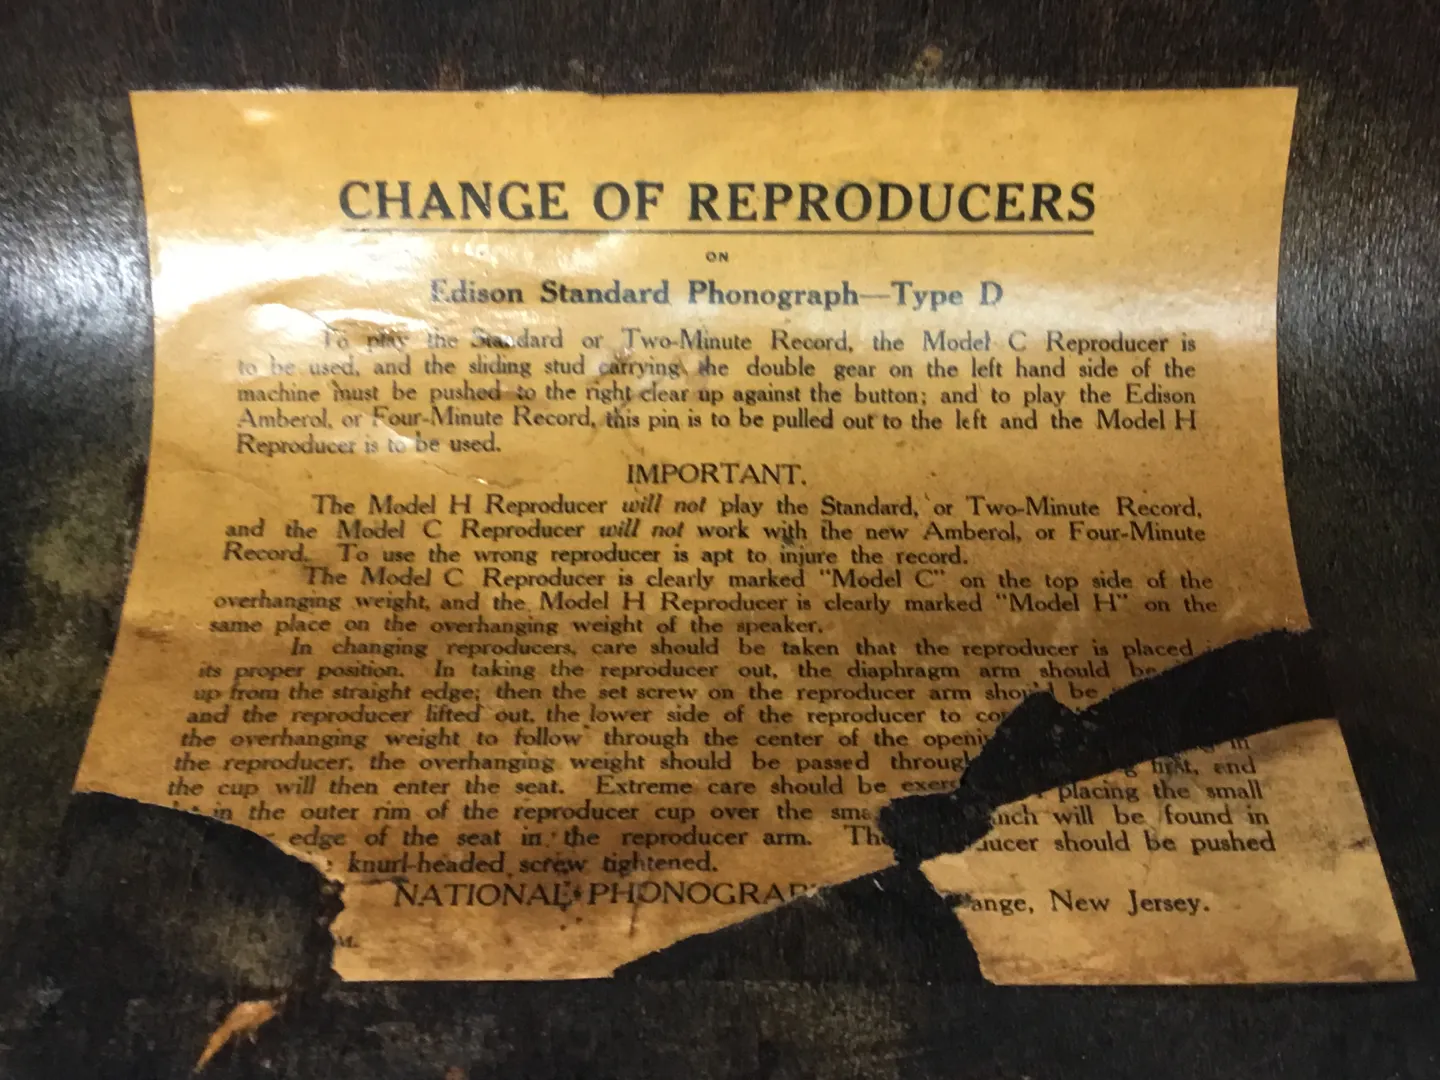 CHANGE OF REPRODUCERS
ON
Edison Standard Phonograph—Type D
To play the Standard or Two-Minute Record, the Model C Reproducer is
to be used, and the sliding stud carrying the double gear on the left hand side of the
machine must be pushed to the right clear up against the button; and to play the Edison
Amberol, or Four-Minute Record, this pin is to be pulled out to the left and the Model H
Reproducer is to be used.
IMPORTANT.
The Model H Reproducer will not play the Standard, or Two-Minute Record,
and the Model C Reproducer will not work with the new Amberol, or Four-Minute
Record. To use the wrong reproducer is apt to injure the record.
The Model C Reproducer is clearly marked "Model C" on the top side of the
overhanging weight, and the Model H Reproducer is clearly marked "Model H" on the
same place on the overhanging weight of the speaker.
In changing reproducers, care should be taken that the reproducer is placed
its proper position. In taking the reproducer out, the diaphragm arm should be
up from the straight edge; then the set screw on the reproducer arm should be
and the reproducer lifted out, the lower side of the reproducer to
the overhanging weight to follow through the center of the in
the reproducer, the overhanging weight should be passed first, and
the cup will then enter the seat. Extreme care should be placing the small
in the outer rim of the reproducer cup over the will be found in
edge of the seat in the reproducer arm. should be pushed
knurl-headed screw tightened.
NATIONAL New Jersey.